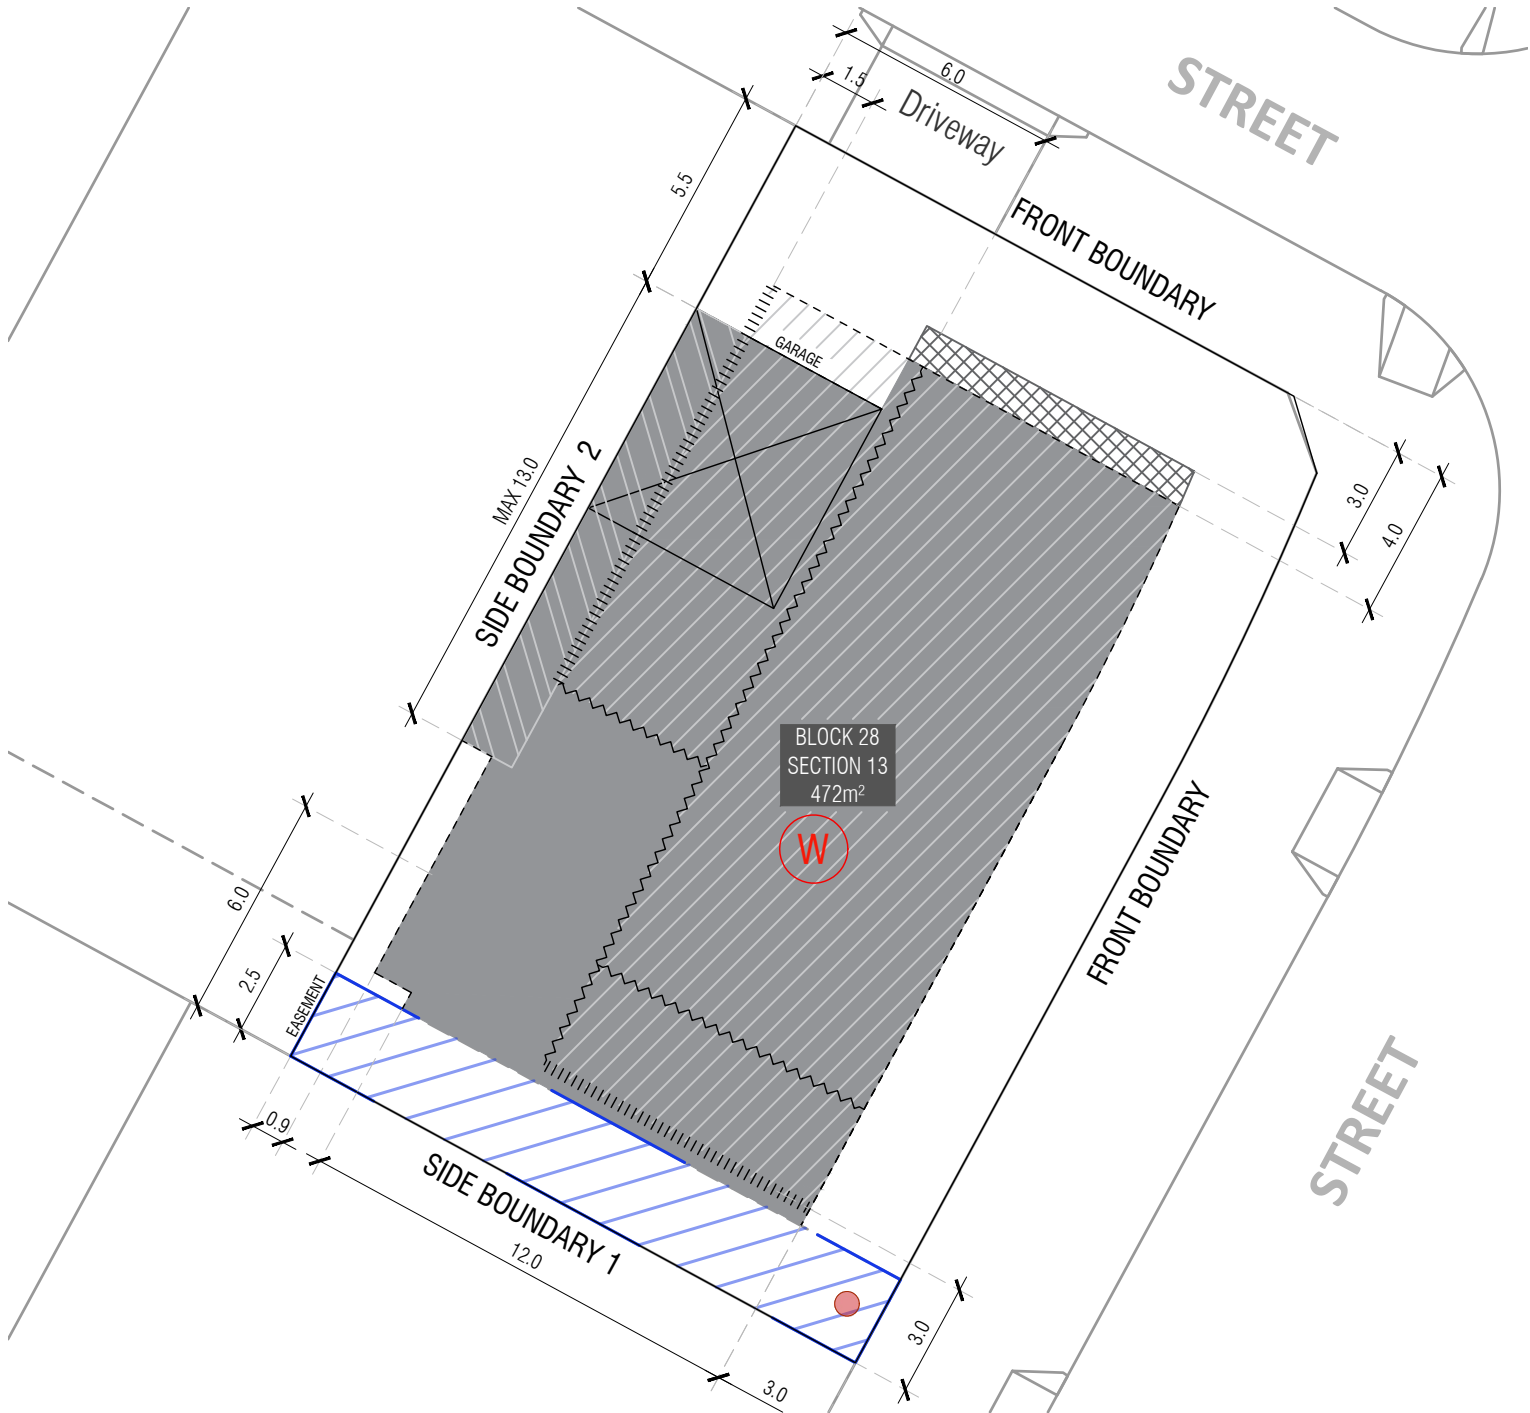 STREET
6.0
1.5
Driveway
5.5
FRONT BOUNDARY
GARAGE
MAX 13.0
SIDE BOUNDARY 2
3.0
4.0
BLOCK 28
SECTION 13
472m²
W
FRONT BOUNDARY
6.0
2.5
EASEMENT
0.9
SIDE BOUNDARY 1
12.0
3.0
3.0
STREET